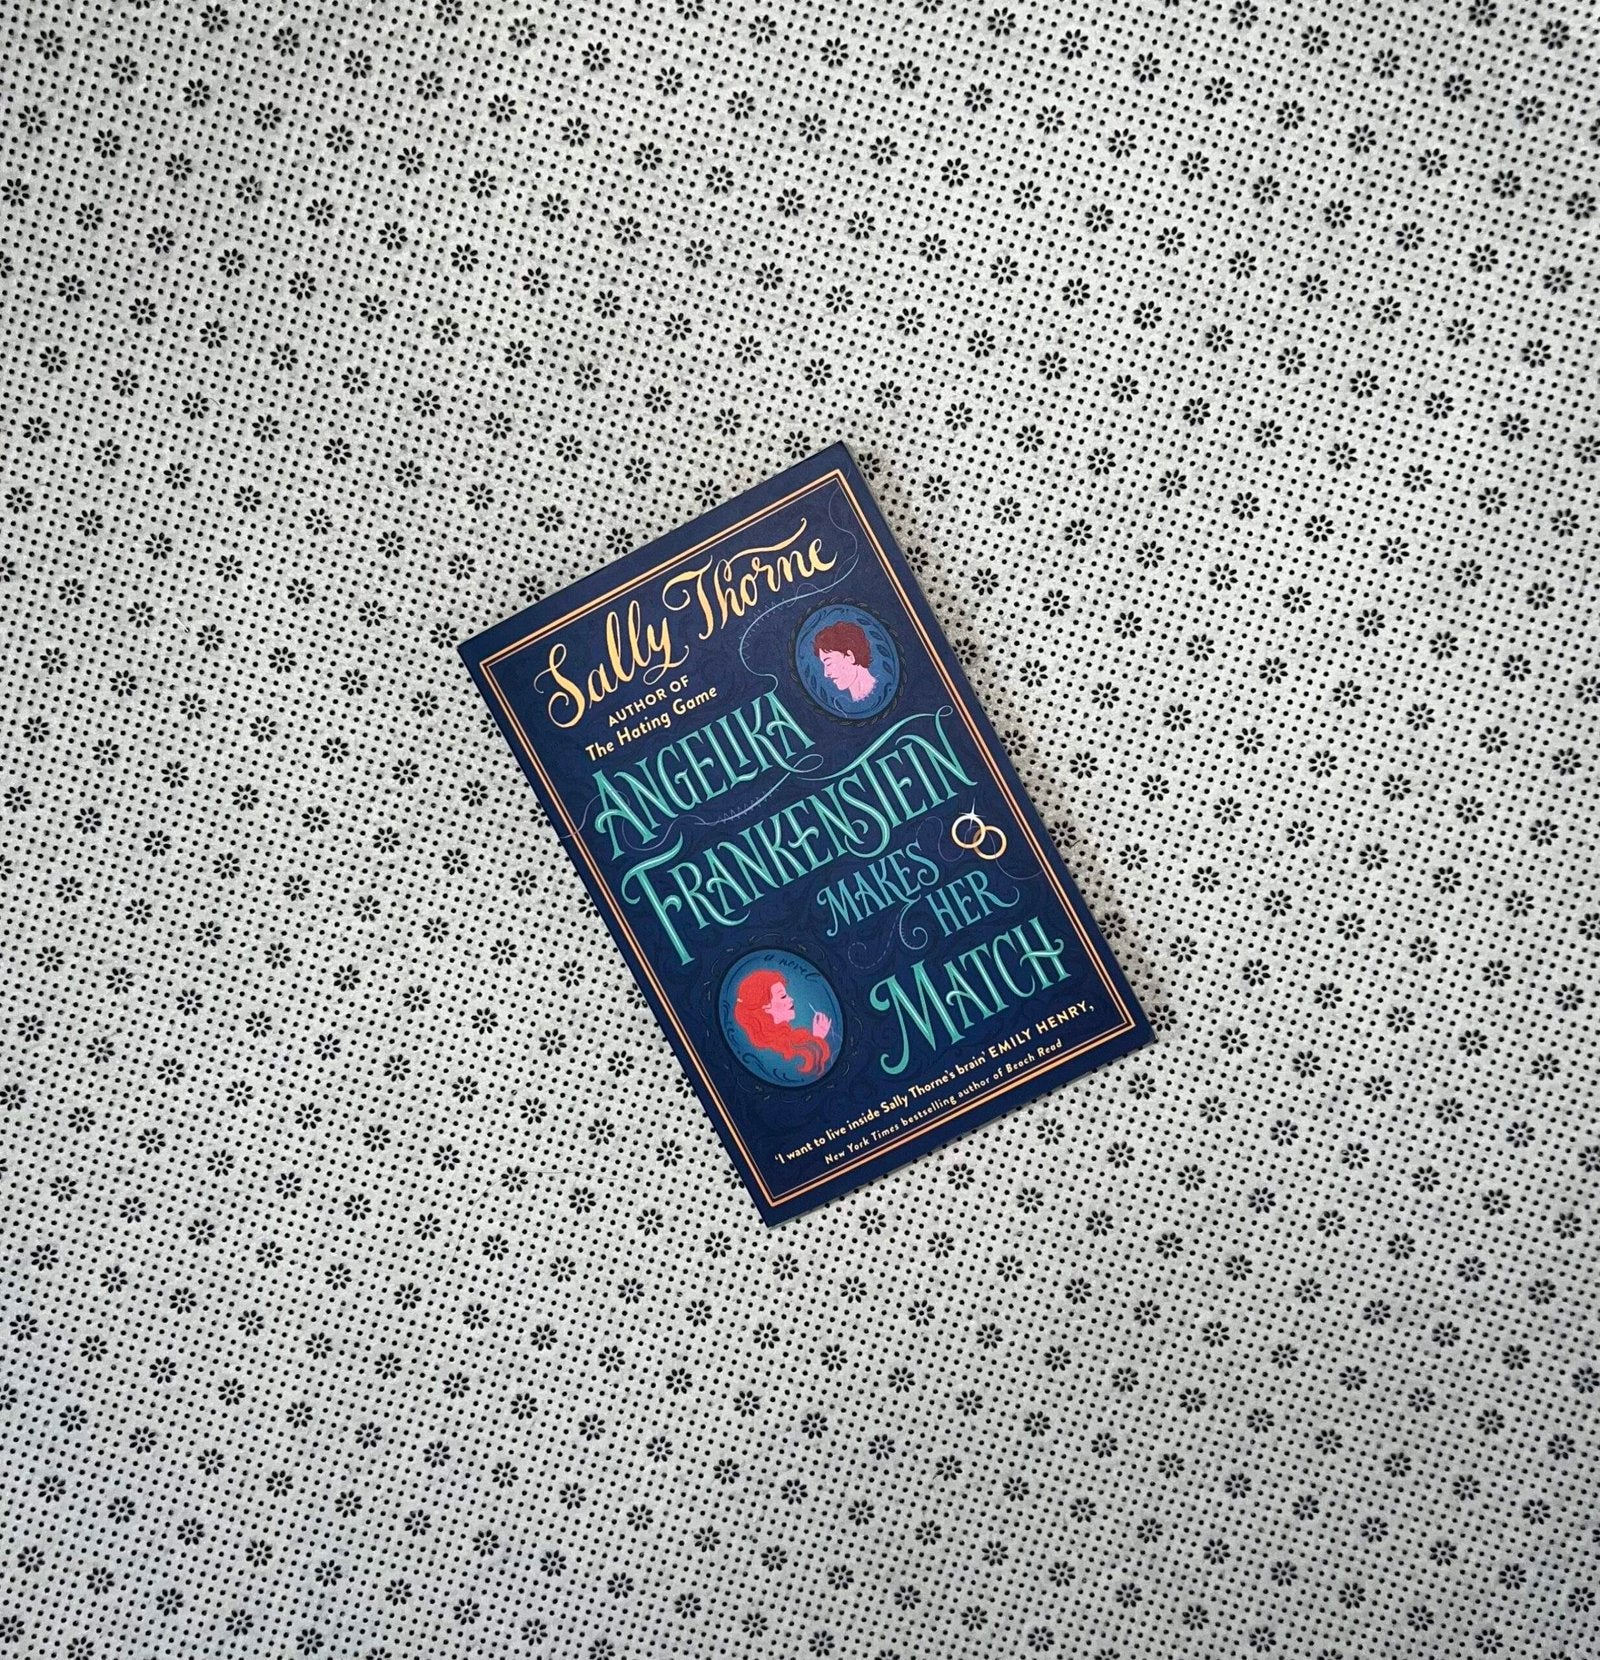 Sally Thorne
AUTHOR OF
The Hating Game
ANGELIKA
FRANKENSTEIN
MAKES
HER
MATCH
a novel
'I want to live inside Sally Thorne's brain' EMILY HENRY,
New York Times bestselling author of Beach Read